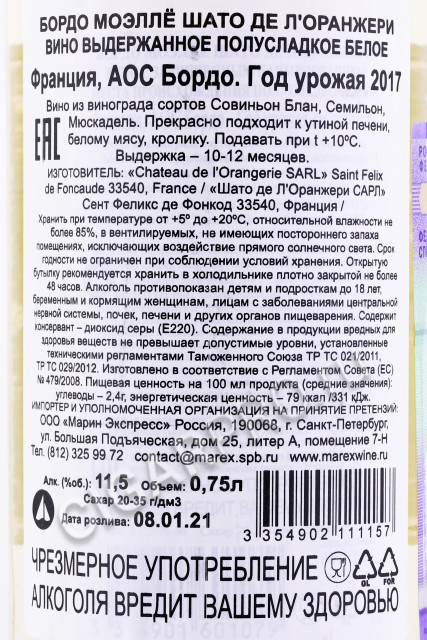 БОРДО МОЭЛЛЁ ШАТО ДЕ Л'ОРАНЖЕРИ
ВИНО ВЫДЕРЖАННОЕ ПОЛУСЛАДКОЕ БЕЛОЕ
Франция, АОС Бордо. Год урожая 2017
Вино из винограда сортов Совиньон Блан, Семильон,
Мюскадель. Прекрасно подходит к утиной печени,
белому мясу, кролику. Подавать при t +10ºС.
Выдержка – 10-12 месяцев.
ИЗГОТОВИТЕЛЬ: «Chateau de l'Orangerie SARL» Saint Felix
de Foncaude 33540, France / «Шато де Л'Оранжери САРЛ»
Сент Феликс де Фонкод 33540, Франция /
Хранить при температуре от +5º до +20ºС, относительной влажности не
более 85%, в вентилируемых, не имеющих постороннего запаха
помещениях, исключающих воздействие прямого солнечного света. Срок
годности не ограничен при соблюдении условий хранения. Открытую
бутылку рекомендуется хранить в холодильнике плотно закрытой не более
48 часов. Алкоголь противопоказан детям и подросткам до 18 лет,
беременным и кормящим женщинам, лицам с заболеваниями центральной
нервной системы, почек, печени и других органов пищеварения. Содержит
консервант – диоксид серы (Е220). Содержание в продукции вредных для
здоровья веществ не превышает допустимые уровни, установленные
техническими регламентами Таможенного Союза ТР ТС 021/2011,
ТР ТС 029/2012. Изготовлено в соответствие с Регламентом Совета (ЕС)
№ 479/2008. Пищевая ценность на 100 мл продукта (средние значения):
углеводы – 2,4г, энергетическая ценность – 79 ккал /331 кДж.
ИМПОРТЕР И УПОЛНОМОЧЕННАЯ ОРГАНИЗАЦИЯ НА ПРИНЯТИЕ ПРЕТЕНЗИЙ:
ООО «Марин Экспресс» Россия, 190068, г. Санкт-Петербург,
ул. Большая Подъяческая, дом 25, литер А, помещение 7-Н
Тел. (812) 325 99 72 contact@marex.spb.ru www.marexwine.ru
Алк. (%об.): 11,5 Объем: 0,75л
Сахар 20-35 г/дм3
Дата розлива: 08.01.21
3 354902 111157
ЧРЕЗМЕРНОЕ УПОТРЕБЛЕНИЕ
GL FOR
АЛКОГОЛЯ ВРЕДИТ ВАШЕМУ ЗДОРОВЬЮ